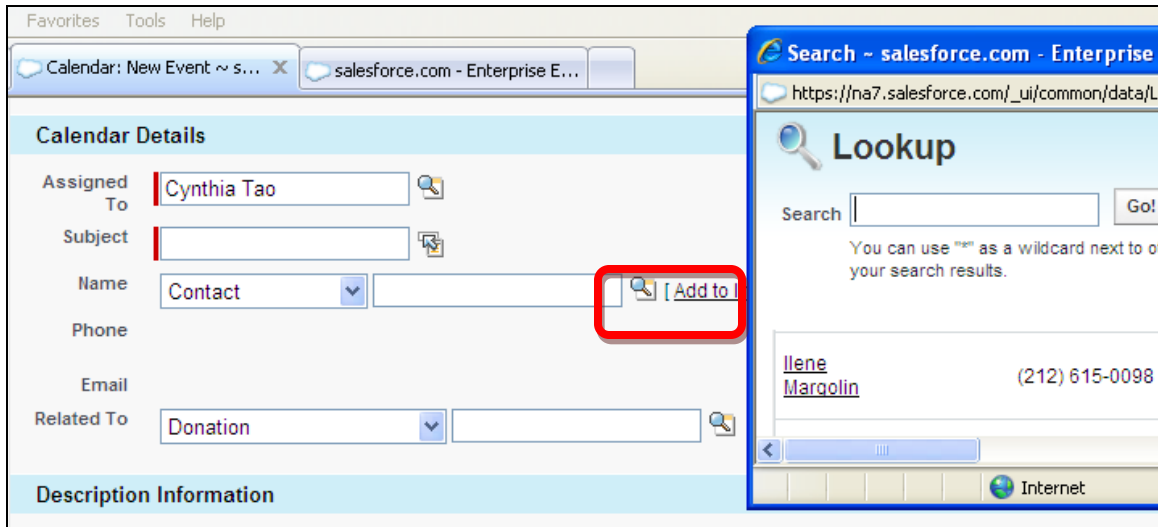 Favorites Tools Help
Calendar: New Event ~ s... X
salesforce.com - Enterprise E...
Calendar Details
Assigned To
Cynthia Tao
Subject
Name
Contact
[ Add to
Phone
Email
Related To
Donation
Description Information
Search ~ salesforce.com - Enterprise
https://na7.salesforce.com/_ui/common/data/L
Lookup
Search
Go!
You can use "*" as a wildcard next to
your search results.
Ilene
Margolin
(212) 615-0098
Internet